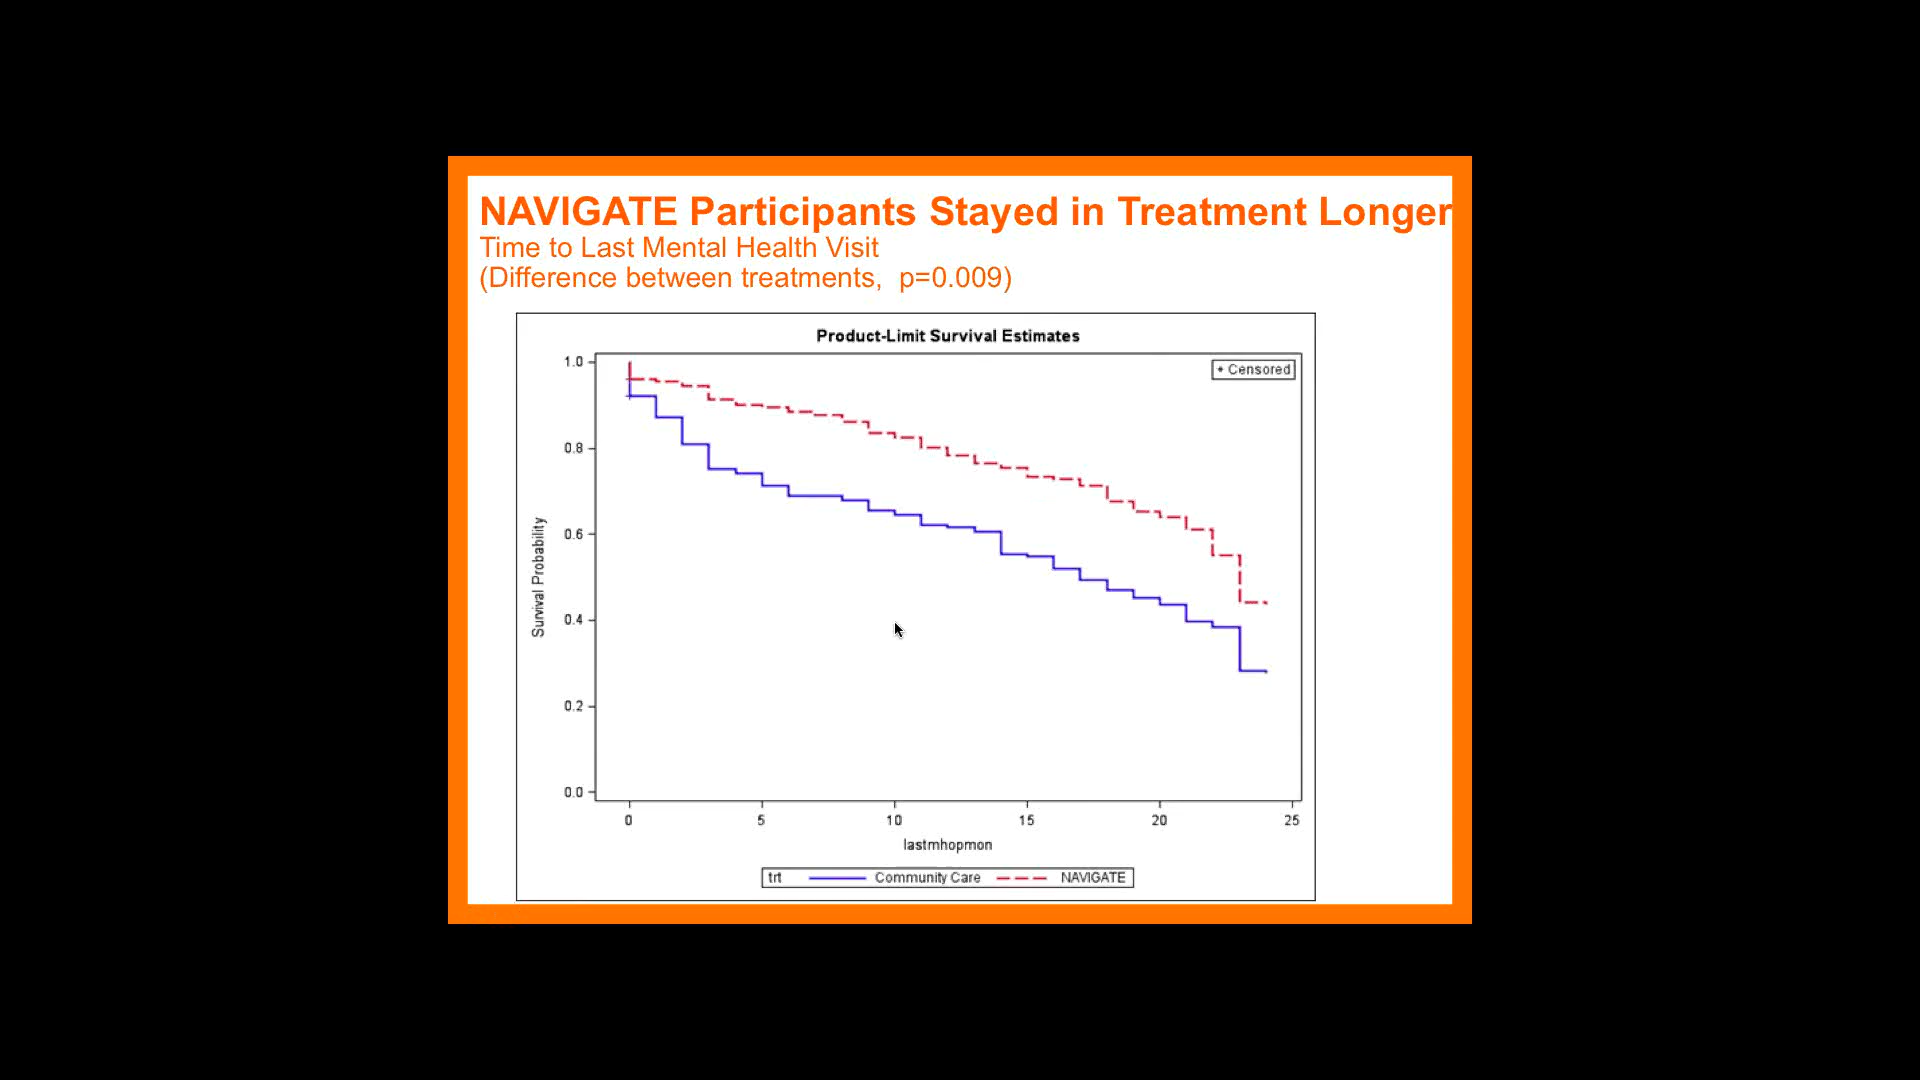 NAVIGATE Participants Stayed in Treatment Longer
Time to Last Mental Health Visit
(Difference between treatments, p=0.009)
Product-Limit Survival Estimates
+ Censored
Survival Probability
1.0
0.8
0.6
0.4
0.2
0.0
0 5 10 15 20 25
lastmhopmon
trt Community Care NAVIGATE